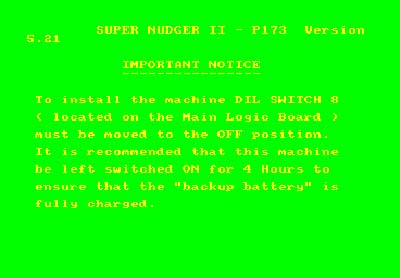 SUPER NUDGER II - P173 Version
5.21
IMPORTANT NOTICE
To install the machine DIL SWITCH 8
( located on the Main Logic Board )
must be moved to the OFF position.
It is recommended that this machine
be left switched ON for 4 Hours to
ensure that the "backup battery" is
fully charged.